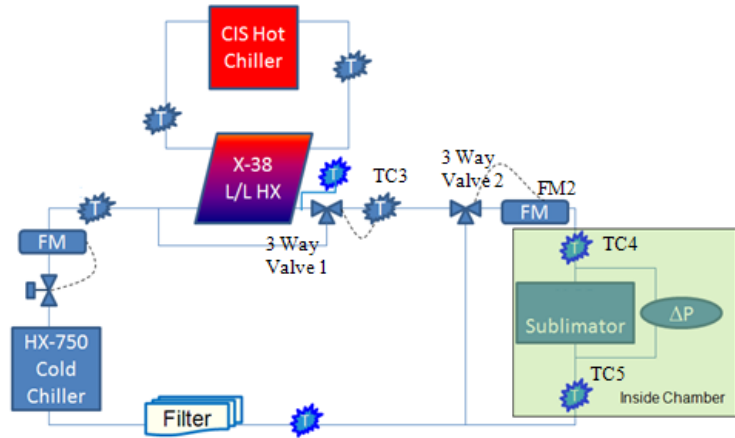 CIS Hot
Chiller
T
T
T
X-38
L/L HX
TC3
3 Way
Valve 2
FM2
T
T
FM
FM
3 Way
Valve 1
T
TC4
Sublimator
ΔP
HX-750
Cold
Chiller
T
TC5
Inside Chamber
Filter
T